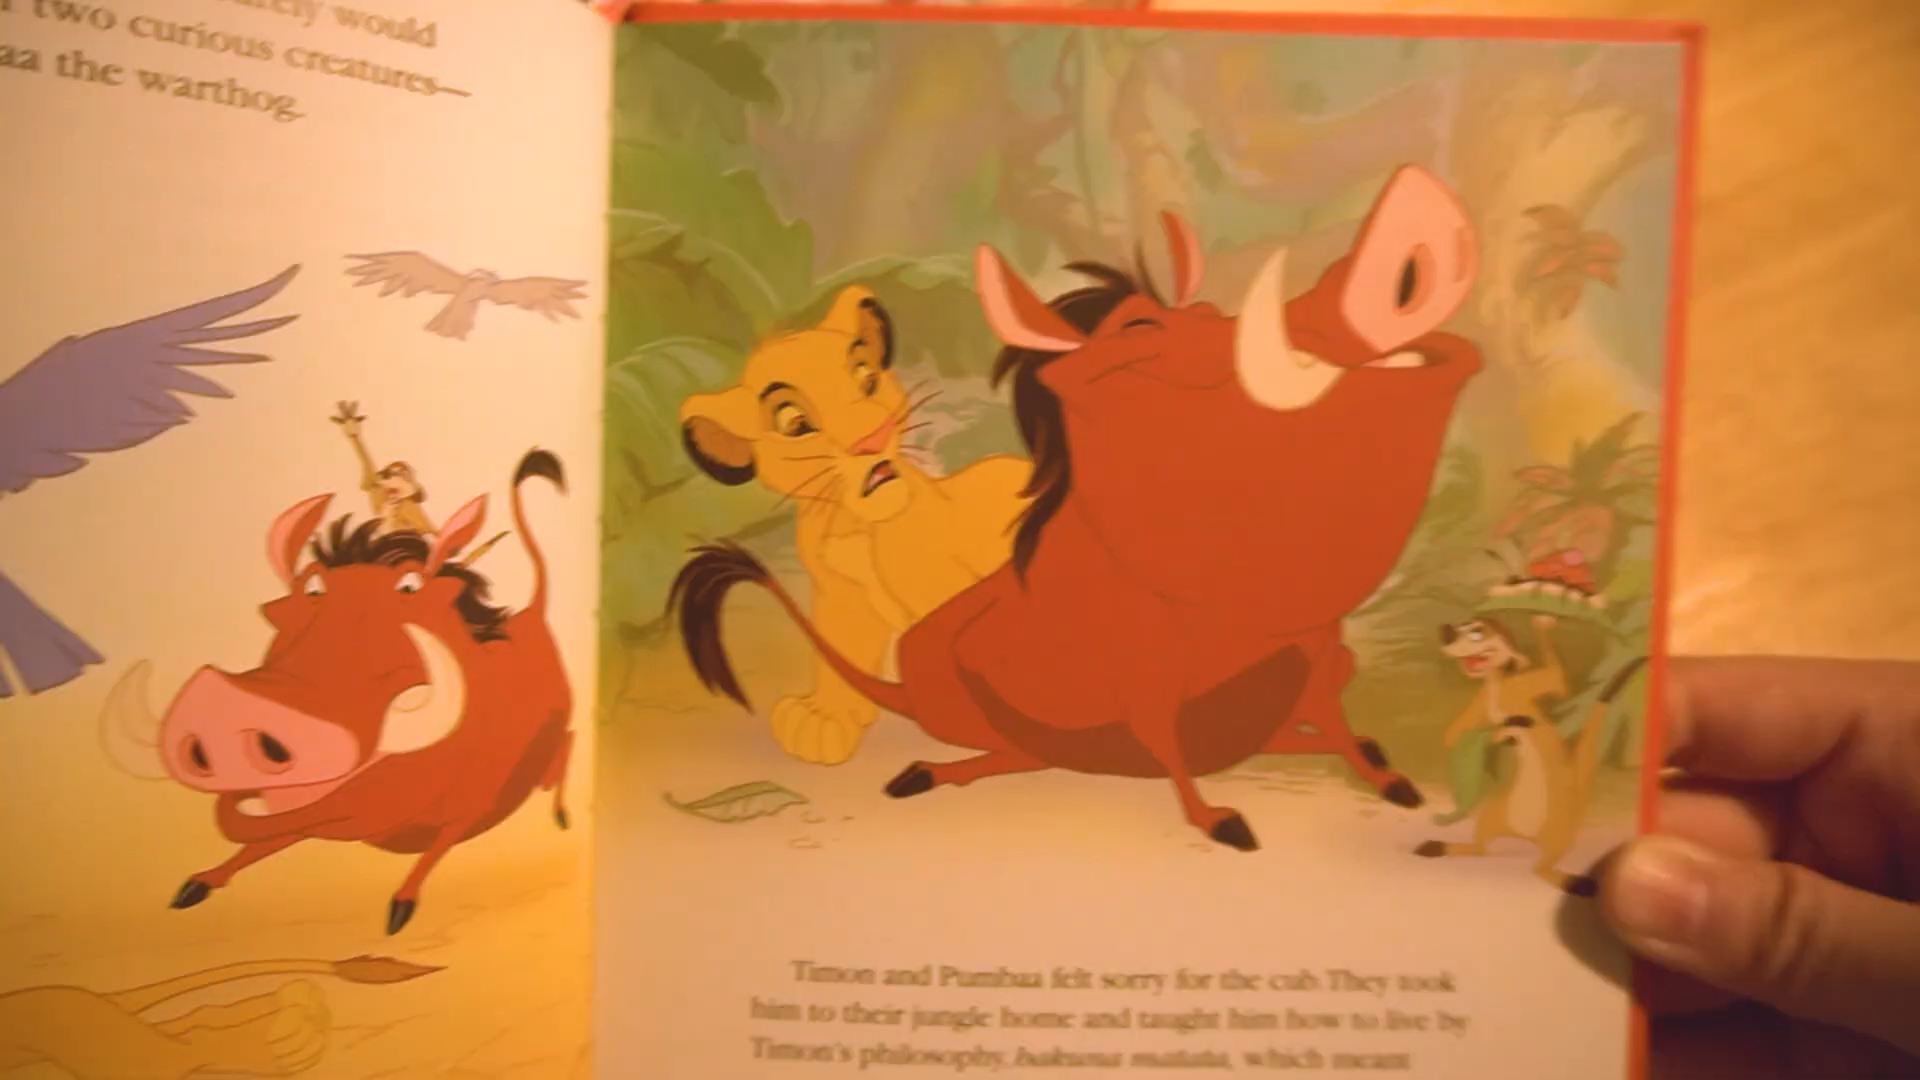 would
two curious creatures—
the warthog.
Timon and Pumbaa felt sorry for the cub. They took
him to their jungle home and taught him how to live by
Timon's philosophy, hakuna matata, which meant